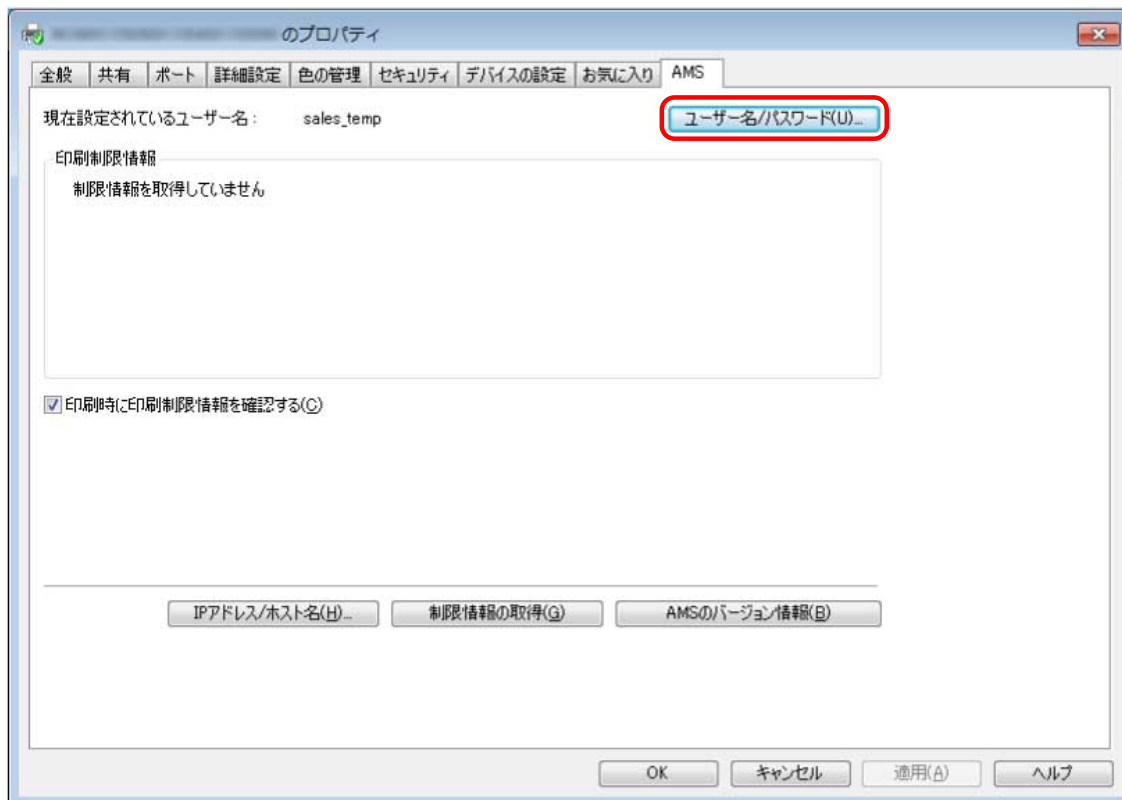 のプロパティ
全般 共有 ポート 詳細設定 色の管理 セキュリティ デバイスの設定 お気に入り AMS
現在設定されているユーザー名： sales_temp ユーザー名/パスワード(U)...
印刷制限情報
制限情報を取得していません
印刷時に印刷制限情報を確認する(C)
IPアドレス/ホスト名(H)... 制限情報の取得(G) AMSのバージョン情報(B)
OK キャンセル 適用(A) ヘルプ